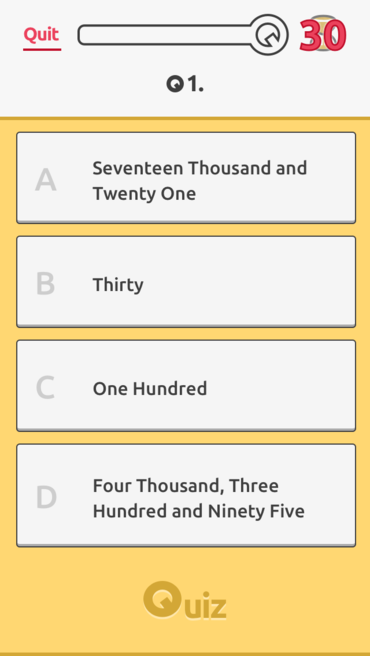 Quit
30
Q1.
A
Seventeen Thousand and
Twenty One
B
Thirty
C
One Hundred
D
Four Thousand, Three
Hundred and Ninety Five
Quiz